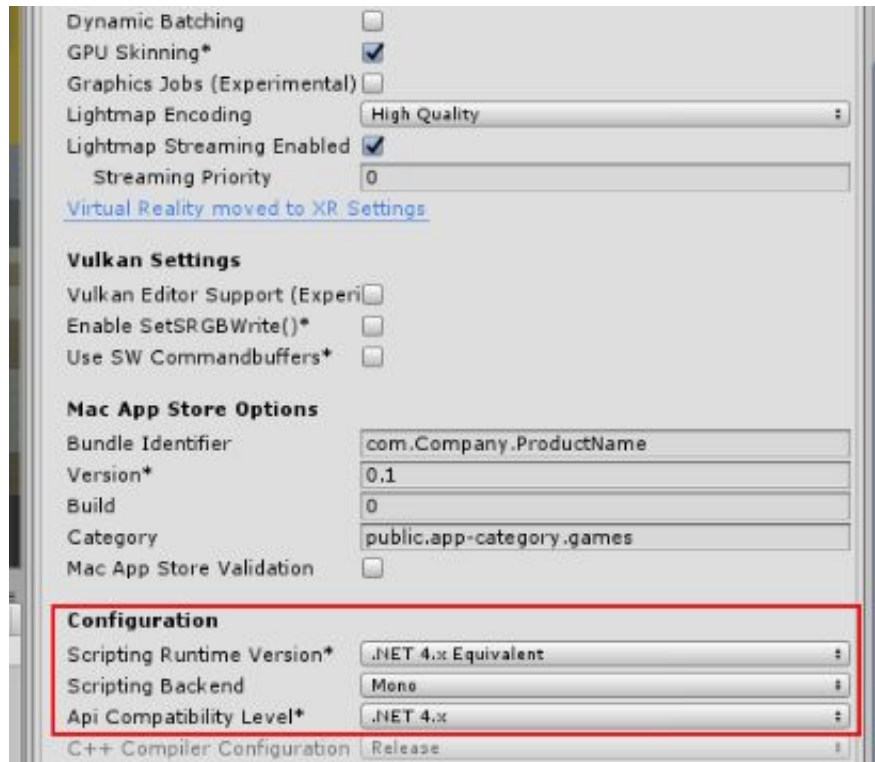 Dynamic Batching
GPU Skinning*
Graphics Jobs (Experimental)
Lightmap Encoding High Quality
Lightmap Streaming Enabled
Streaming Priority 0
Virtual Reality moved to XR Settings
Vulkan Settings
Vulkan Editor Support (Experi
Enable SetSRGBWrite()*
Use SW Commandbuffers*
Mac App Store Options
Bundle Identifier com.Company.ProductName
Version* 0.1
Build 0
Category public.app-category.games
Mac App Store Validation
Configuration
Scripting Runtime Version* .NET 4.x Equivalent
Scripting Backend Mono
Api Compatibility Level* .NET 4.x
C++ Compiler Configuration Release